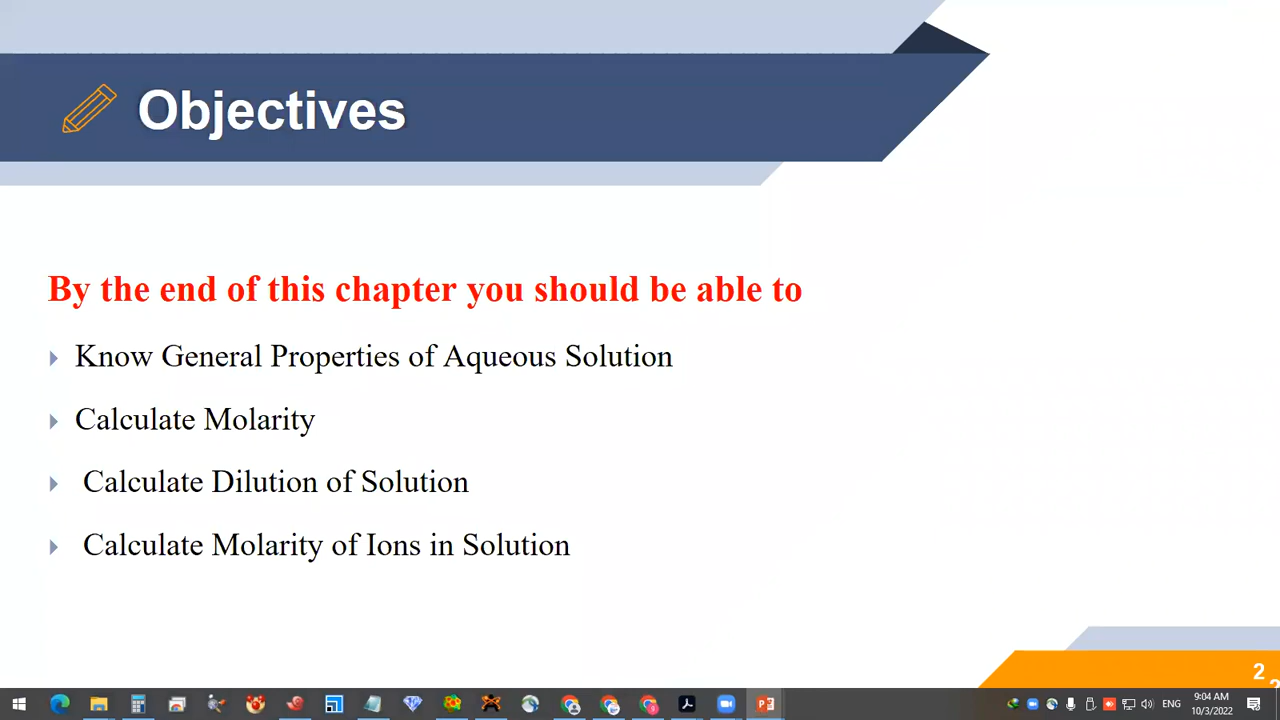 Objectives
By the end of this chapter you should be able to
Know General Properties of Aqueous Solution
Calculate Molarity
Calculate Dilution of Solution
Calculate Molarity of Ions in Solution
2
2
ENG
9:04 AM
10/3/2022